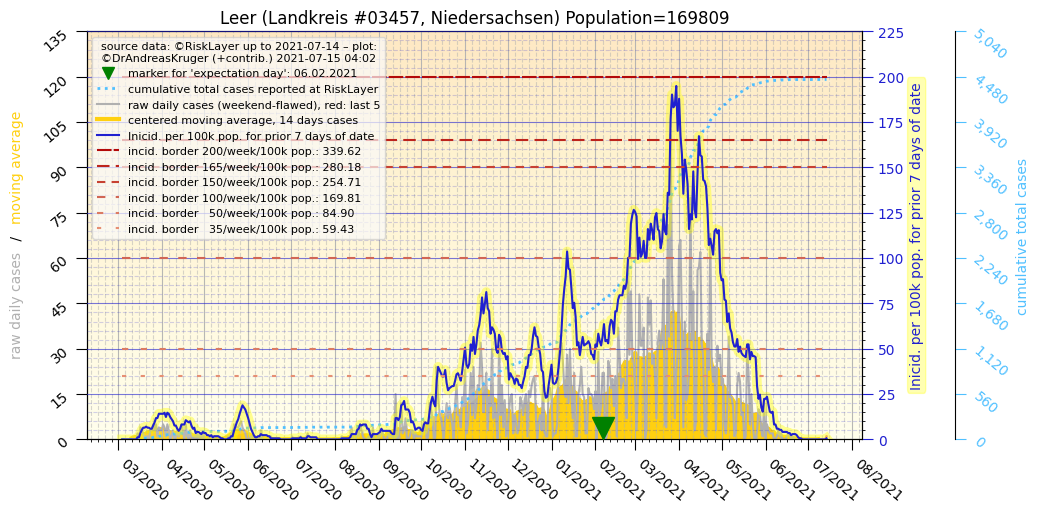 Leer (Landkreis #03457, Niedersachsen) Population=169809
source data: ©RiskLayer up to 2021-07-14 – plot:
©DrAndreasKruger (+contrib.) 2021-07-15 04:02
marker for 'expectation day': 06.02.2021
cumulative total cases reported at RiskLayer
raw daily cases (weekend-flawed), red: last 5
centered moving average, 14 days cases
Inicid. per 100k pop. for prior 7 days of date
incid. border 200/week/100k pop.: 339.62
incid. border 165/week/100k pop.: 280.18
incid. border 150/week/100k pop.: 254.71
incid. border 100/week/100k pop.: 169.81
incid. border   50/week/100k pop.: 84.90
incid. border   35/week/100k pop.: 59.43
raw daily cases / moving average
135
120
105
90
75
60
45
30
15
0
03/2020
04/2020
05/2020
06/2020
07/2020
08/2020
09/2020
10/2020
11/2020
12/2020
01/2021
02/2021
03/2021
04/2021
05/2021
06/2021
07/2021
08/2021
225
200
175
150
125
100
75
50
25
0
Inicid. per 100k pop. for prior 7 days of date
5,040
4,480
3,920
3,360
2,800
2,240
1,680
1,120
560
0
cumulative total cases